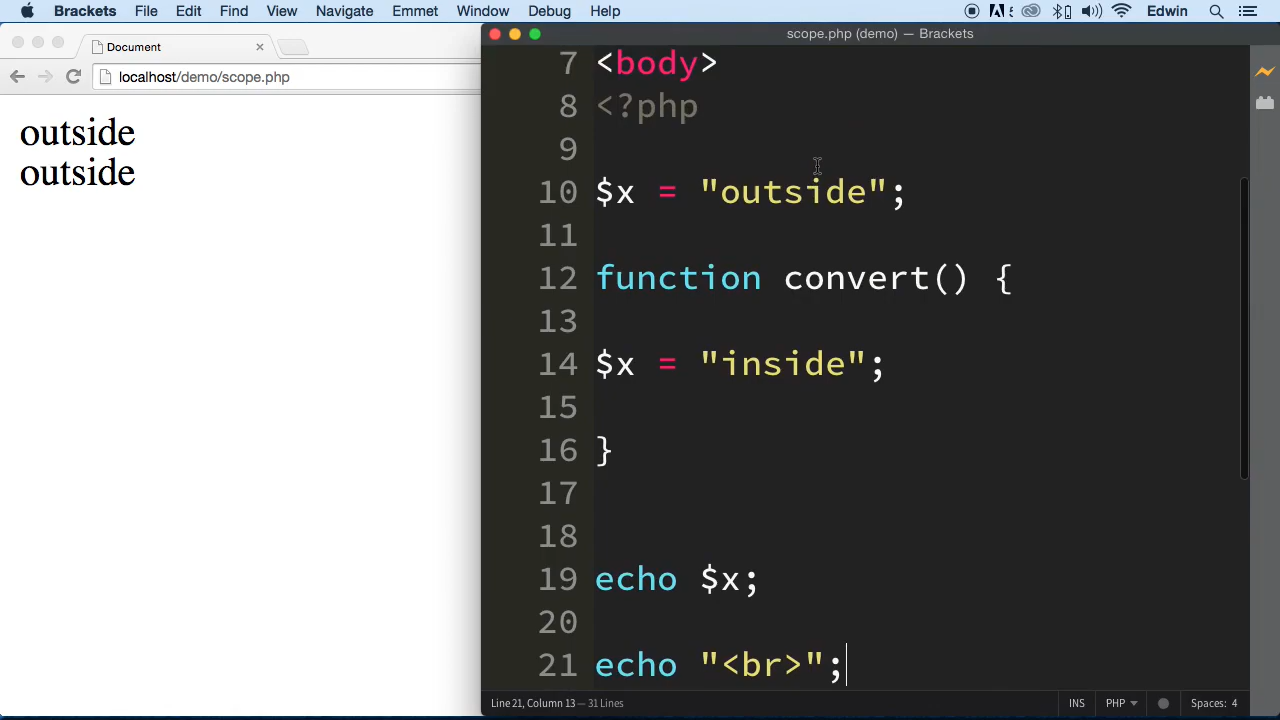 Brackets File Edit Find View Navigate Emmet Window Debug Help 5 Edwin
Document
localhost/demo/scope.php
outside
outside
scope.php (demo) — Brackets
7 <body>
8 <?php
9
10 $x = "outside";
11
12 function convert() {
13
14 $x = "inside";
15
16 }
17
18
19 echo $x;
20
21 echo "<br>";
Line 21, Column 13 — 31 Lines
INS PHP Spaces: 4